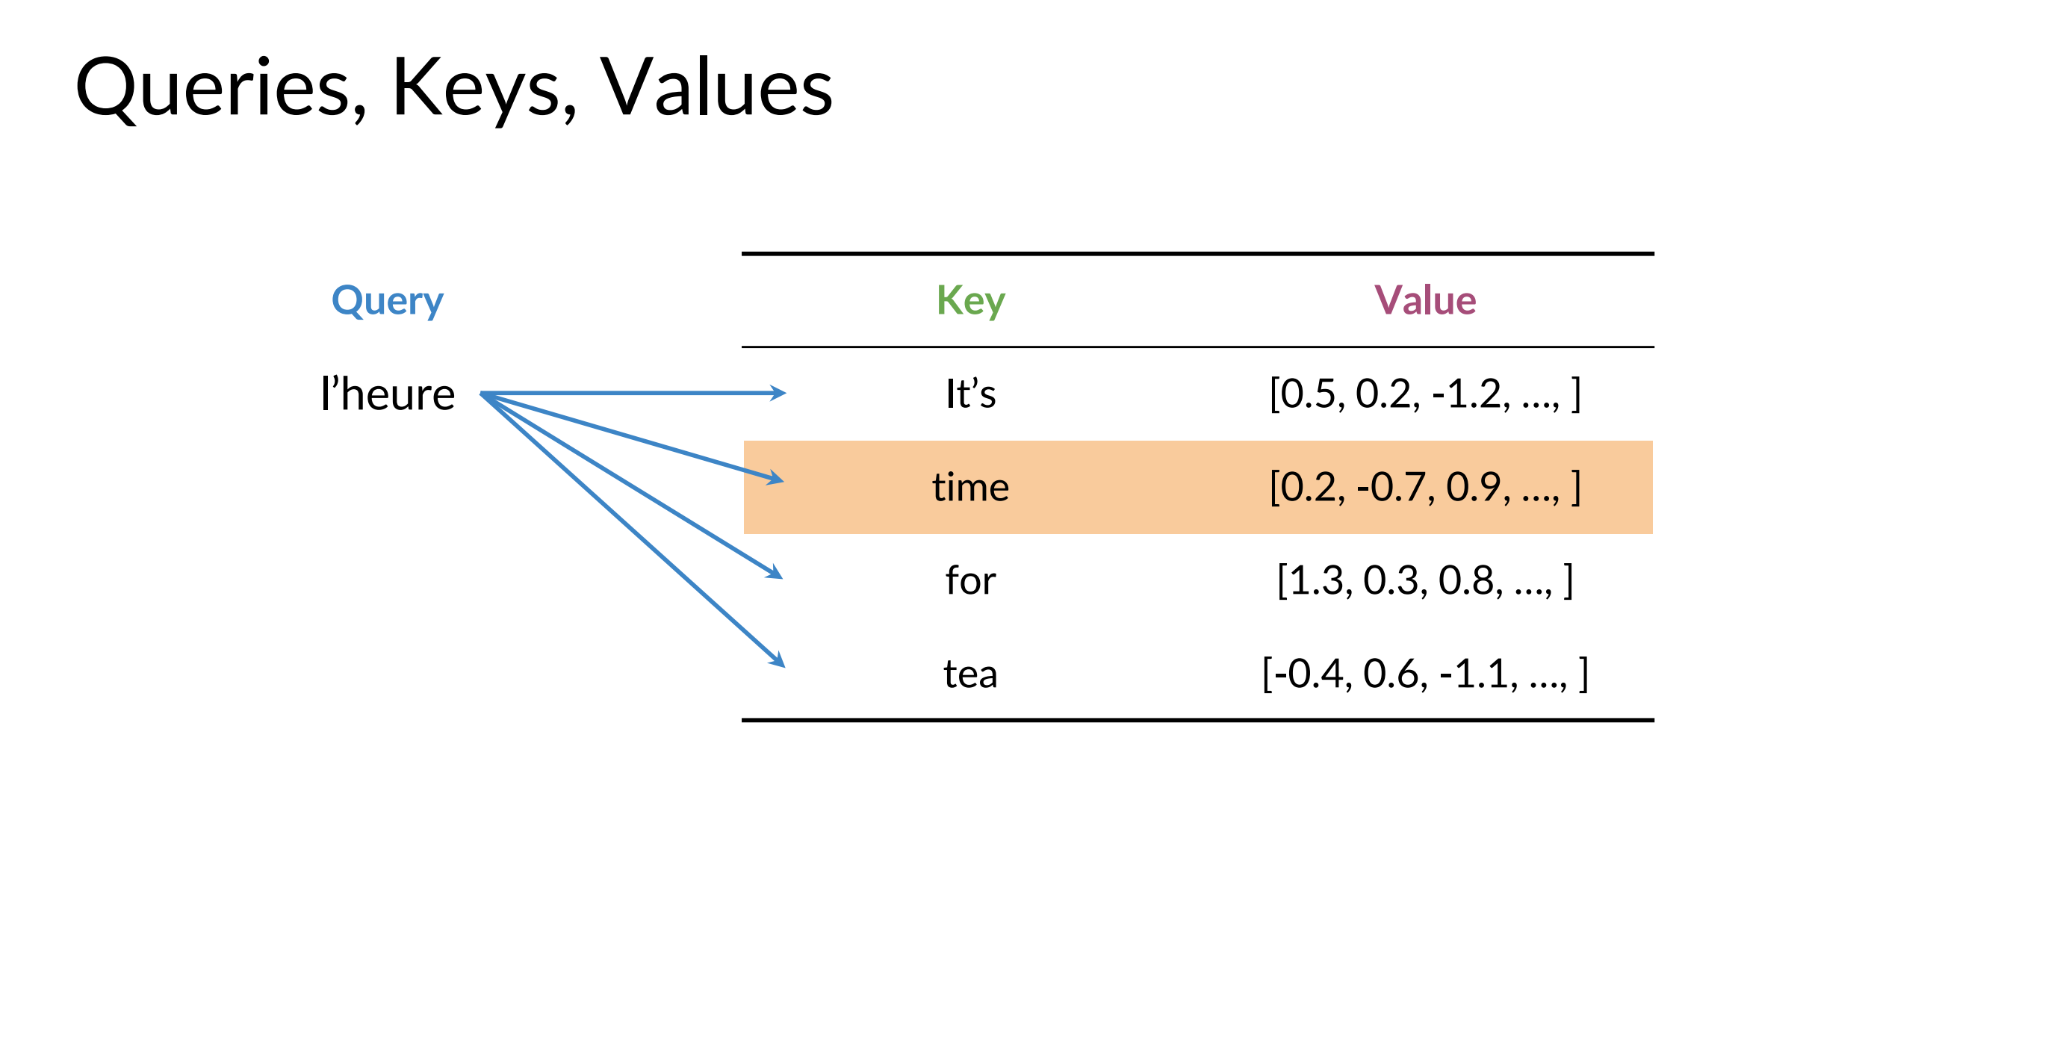 Queries, Keys, Values
Query Key Value
l’heure It’s [0.5, 0.2, -1.2, …, ]
time [0.2, -0.7, 0.9, …, ]
for [1.3, 0.3, 0.8, …, ]
tea [-0.4, 0.6, -1.1, …, ]